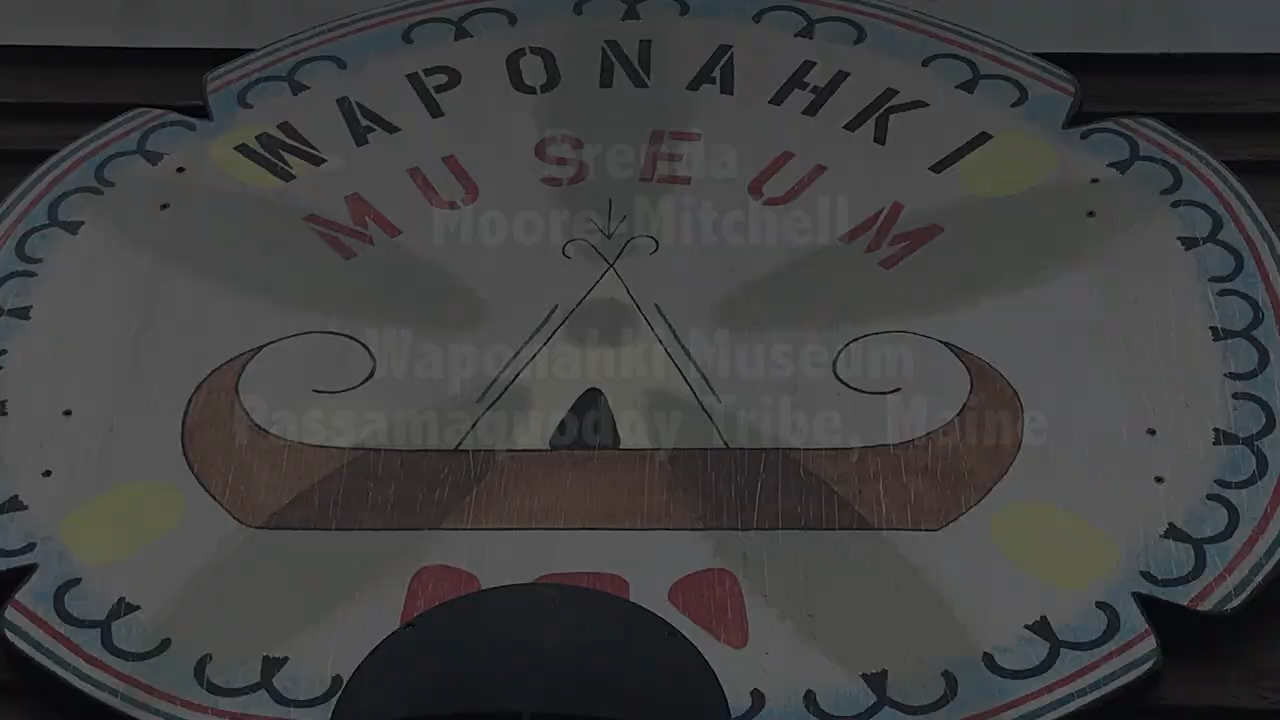 WAPONAHKI
MUSEUM
Brenda
Moore-Mitchell
Waponahki Museum
Passamaquoddy Tribe, Maine